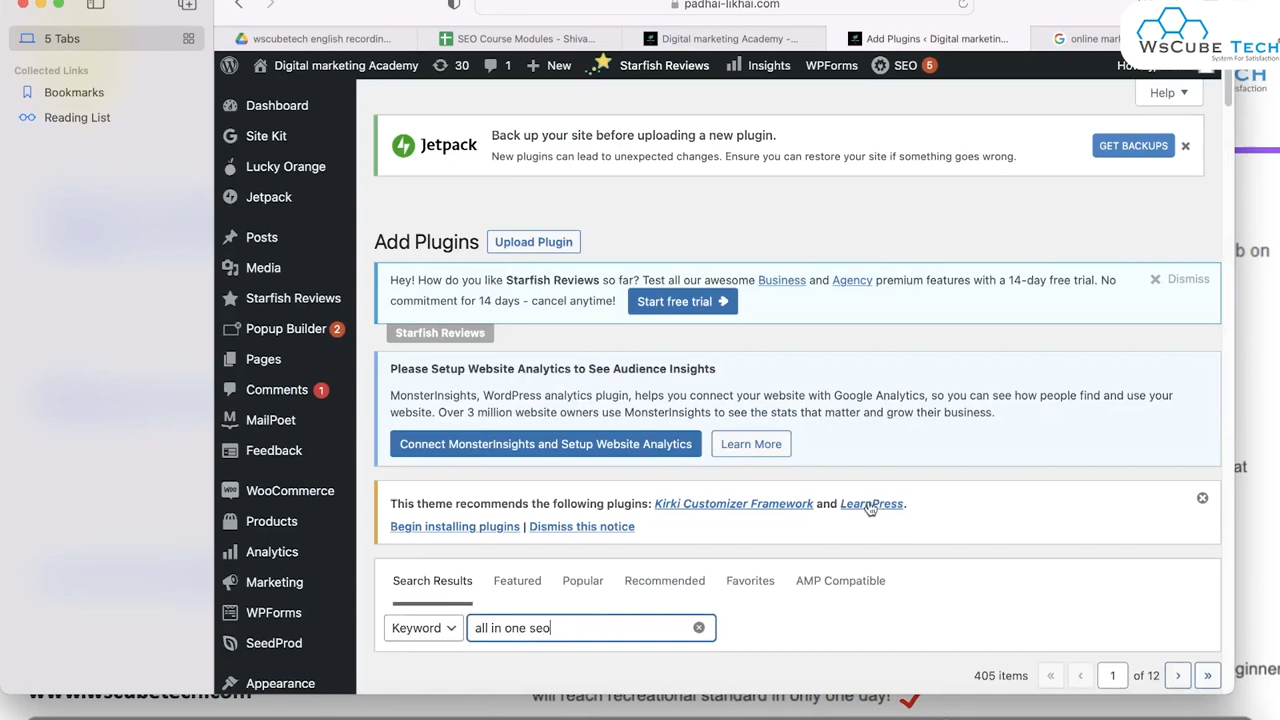 padhai-likhai.com
5 Tabs
wscubetech english recordin...
SEO Course Modules - Shiva...
Digital marketing Academy -...
Add Plugins ‹ Digital marketin...
online mark
WsCube Tech
System For Satisfaction
Collected Links
Bookmarks
Reading List
Digital marketing Academy
30
1
New
Starfish Reviews
Insights
WPForms
SEO 5
Help
Dashboard
Site Kit
Lucky Orange
Jetpack
Posts
Media
Starfish Reviews
Popup Builder 2
Pages
Comments 1
MailPoet
Feedback
WooCommerce
Products
Analytics
Marketing
WPForms
SeedProd
Appearance
Jetpack
Back up your site before uploading a new plugin.
New plugins can lead to unexpected changes. Ensure you can restore your site if something goes wrong.
GET BACKUPS
Add Plugins
Upload Plugin
Hey! How do you like Starfish Reviews so far? Test all our awesome Business and Agency premium features with a 14-day free trial. No
commitment for 14 days - cancel anytime! Start free trial
Dismiss
Starfish Reviews
Please Setup Website Analytics to See Audience Insights
MonsterInsights, WordPress analytics plugin, helps you connect your website with Google Analytics, so you can see how people find and use your
website. Over 3 million website owners use MonsterInsights to see the stats that matter and grow their business.
Connect MonsterInsights and Setup Website Analytics
Learn More
This theme recommends the following plugins: Kirki Customizer Framework and LearnPress.
Begin installing plugins | Dismiss this notice
Search Results
Featured
Popular
Recommended
Favorites
AMP Compatible
Keyword
all in one seo
405 items
« ‹ 1 of 12 › »
b on
at
ginner
will reach recreational standard in only one day!